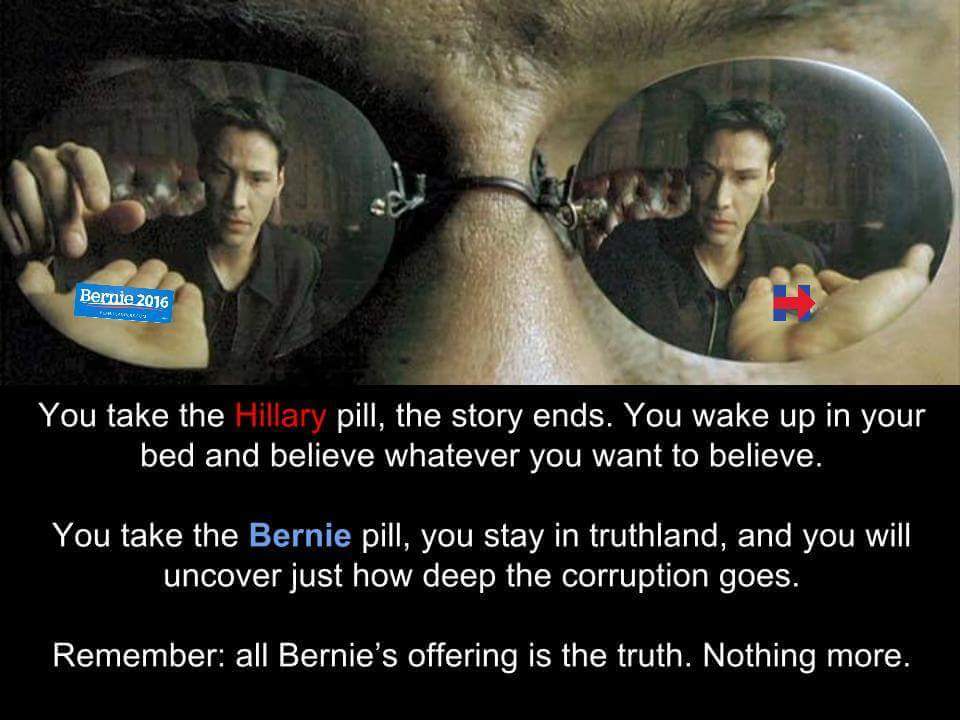 Bernie 2016
H
You take the Hillary pill, the story ends. You wake up in your
bed and believe whatever you want to believe.
You take the Bernie pill, you stay in truthland, and you will
uncover just how deep the corruption goes.
Remember: all Bernie’s offering is the truth. Nothing more.